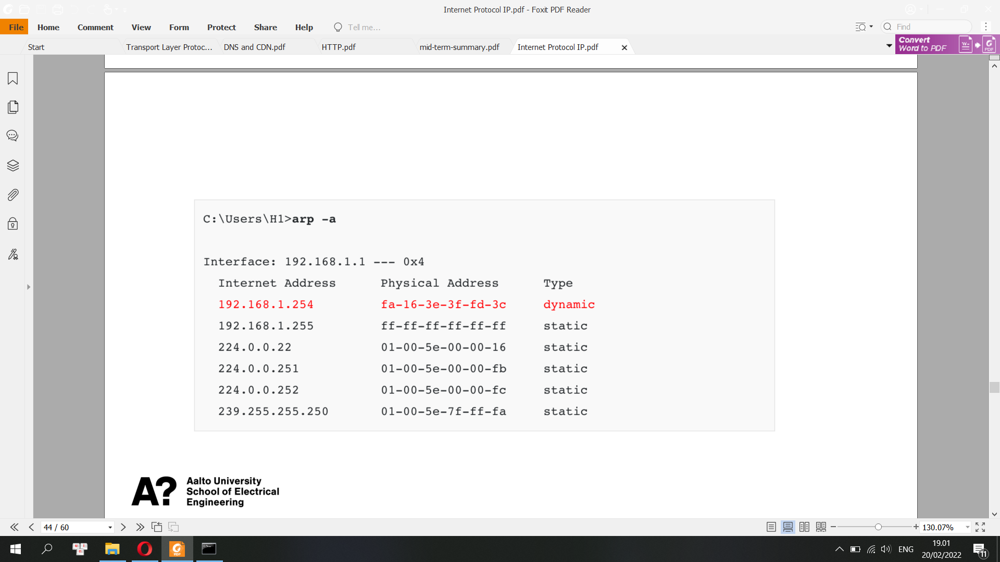 Internet Protocol IP.pdf - Foxit PDF Reader
File Home Comment View Form Protect Share Help Tell me... Find
Start Transport Layer Protoc... DNS and CDN.pdf HTTP.pdf mid-term-summary.pdf Internet Protocol IP.pdf
Convert
Word to PDF
C:\Users\H1>arp -a
Interface: 192.168.1.1 --- 0x4
Internet Address Physical Address Type
192.168.1.254 fa-16-3e-3f-fd-3c dynamic
192.168.1.255 ff-ff-ff-ff-ff-ff static
224.0.0.22 01-00-5e-00-00-16 static
224.0.0.251 01-00-5e-00-00-fb static
224.0.0.252 01-00-5e-00-00-fc static
239.255.255.250 01-00-5e-7f-ff-fa static
A? Aalto University
School of Electrical
Engineering
44 / 60 130.07%
ENG
19.01
20/02/2022
11